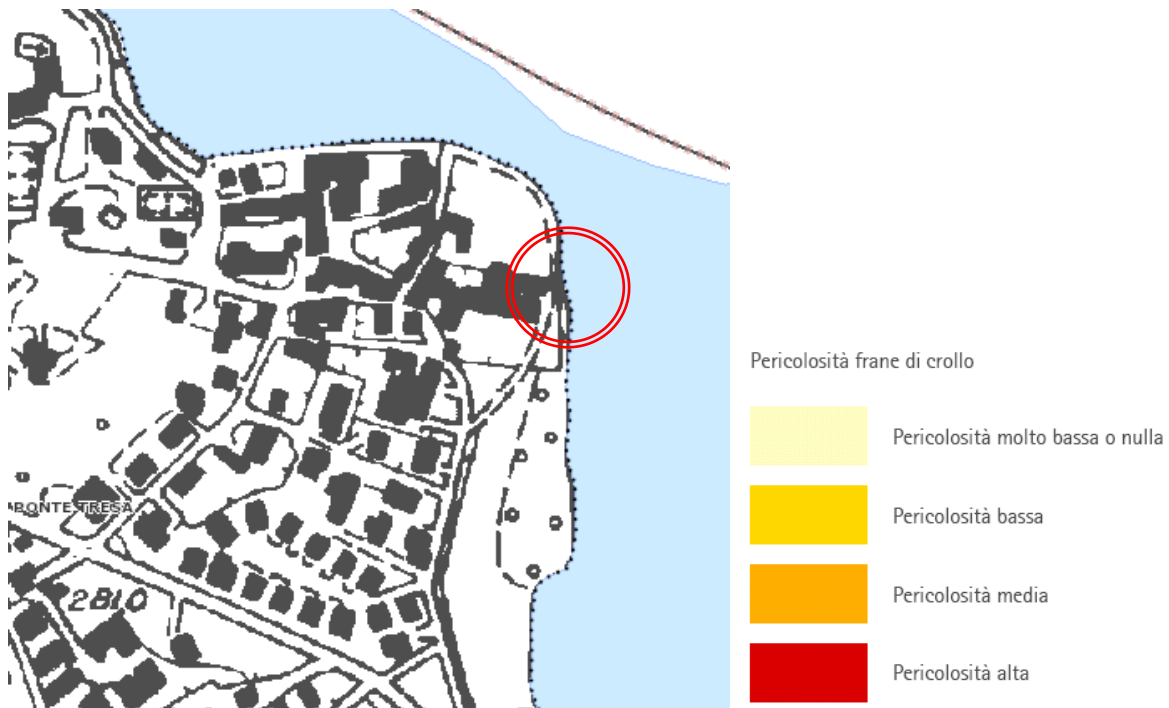 PONTE TRESA
2810
Pericolosità frane di crollo
Pericolosità molto bassa o nulla
Pericolosità bassa
Pericolosità media
Pericolosità alta